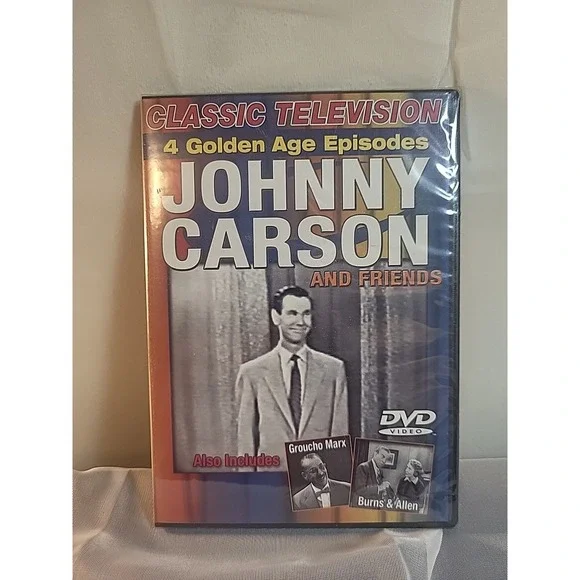 CLASSIC TELEVISION
4 Golden Age Episodes
JOHNNY
CARSON
AND FRIENDS
DVD
VIDEO
Also Includes
Groucho Marx
Burns & Allen